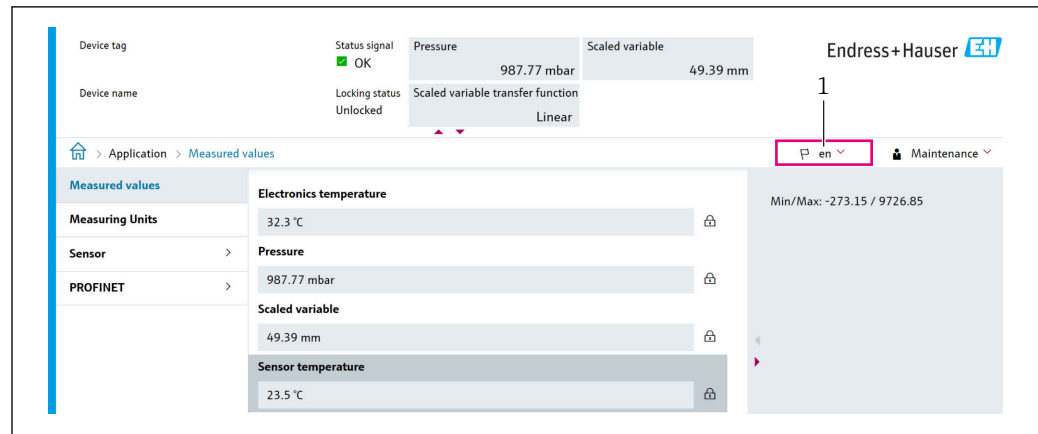 Device tag
Status signal
OK
Pressure
987.77 mbar
Scaled variable
49.39 mm
Endress+Hauser EH
Device name
Locking status
Unlocked
Scaled variable transfer function
Linear
1
> Application > Measured values
en
Maintenance
Measured values
Measuring Units
Sensor >
PROFINET >
Electronics temperature
32.3 °C
Pressure
987.77 mbar
Scaled variable
49.39 mm
Sensor temperature
23.5 °C
Min/Max: -273.15 / 9726.85